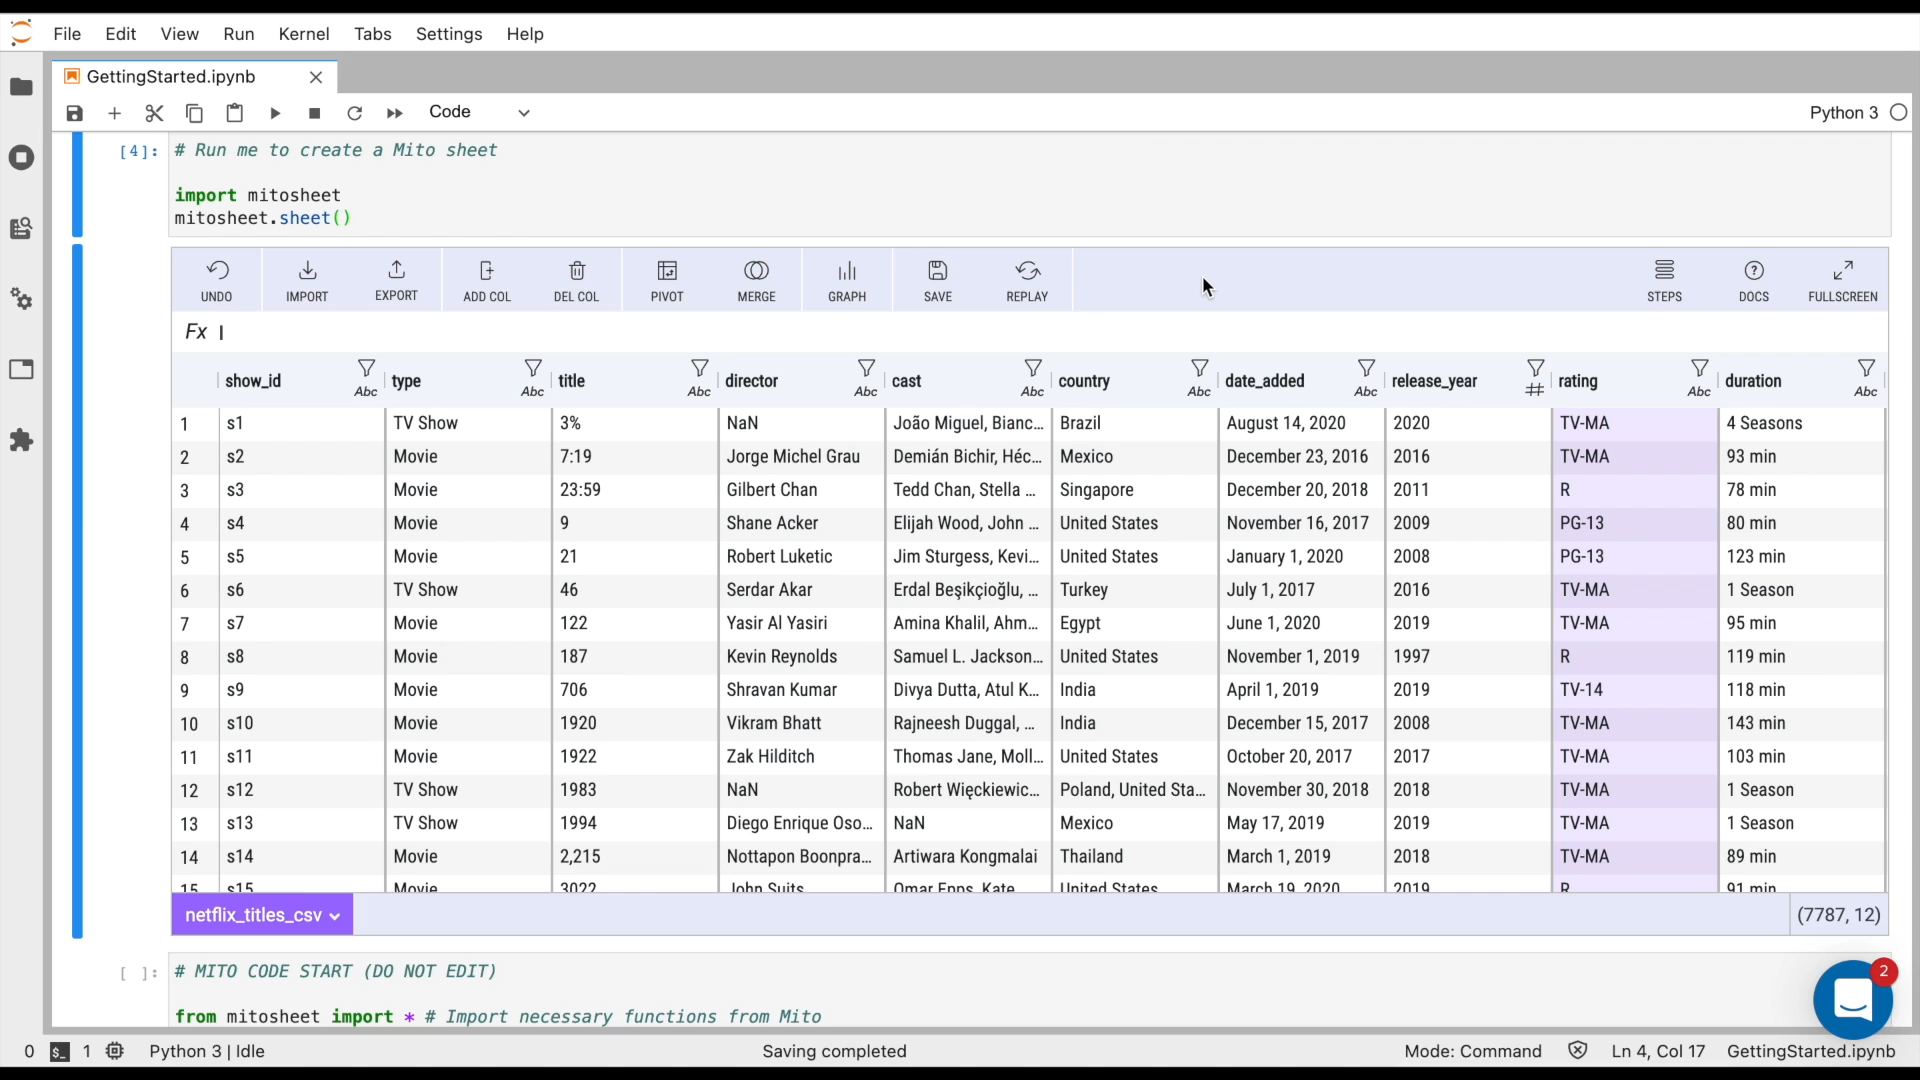 File Edit View Run Kernel Tabs Settings Help
GettingStarted.ipynb
Code
Python 3
[4]: # Run me to create a Mito sheet
import mitosheet
mitosheet.sheet()
UNDO IMPORT EXPORT ADD COL DEL COL PIVOT MERGE GRAPH SAVE REPLAY STEPS DOCS FULLSCREEN
Fx
show_id Abc type Abc title Abc director Abc cast Abc country Abc date_added Abc release_year # rating Abc duration Abc
1 s1 TV Show 3% NaN João Miguel, Bianc... Brazil August 14, 2020 2020 TV-MA 4 Seasons
2 s2 Movie 7:19 Jorge Michel Grau Demián Bichir, Héc... Mexico December 23, 2016 2016 TV-MA 93 min
3 s3 Movie 23:59 Gilbert Chan Tedd Chan, Stella ... Singapore December 20, 2018 2011 R 78 min
4 s4 Movie 9 Shane Acker Elijah Wood, John ... United States November 16, 2017 2009 PG-13 80 min
5 s5 Movie 21 Robert Luketic Jim Sturgess, Kevi... United States January 1, 2020 2008 PG-13 123 min
6 s6 TV Show 46 Serdar Akar Erdal Beşikçioğlu, ... Turkey July 1, 2017 2016 TV-MA 1 Season
7 s7 Movie 122 Yasir Al Yasiri Amina Khalil, Ahm... Egypt June 1, 2020 2019 TV-MA 95 min
8 s8 Movie 187 Kevin Reynolds Samuel L. Jackson... United States November 1, 2019 1997 R 119 min
9 s9 Movie 706 Shravan Kumar Divya Dutta, Atul K... India April 1, 2019 2019 TV-14 118 min
10 s10 Movie 1920 Vikram Bhatt Rajneesh Duggal, ... India December 15, 2017 2008 TV-MA 143 min
11 s11 Movie 1922 Zak Hilditch Thomas Jane, Moll... United States October 20, 2017 2017 TV-MA 103 min
12 s12 TV Show 1983 NaN Robert Więckiewic... Poland, United Sta... November 30, 2018 2018 TV-MA 1 Season
13 s13 TV Show 1994 Diego Enrique Oso... NaN Mexico May 17, 2019 2019 TV-MA 1 Season
14 s14 Movie 2,215 Nottapon Boonpra... Artiwara Kongmalai Thailand March 1, 2019 2018 TV-MA 89 min
15 s15 Movie 3022 John Suits Omar Epps, Kate United States March 19, 2020 2019 R 91 min
netflix_titles_csv (7787, 12)
[ ]: # MITO CODE START (DO NOT EDIT)
2
from mitosheet import * # Import necessary functions from Mito
0 1 Python 3 | Idle Saving completed Mode: Command Ln 4, Col 17 GettingStarted.ipynb